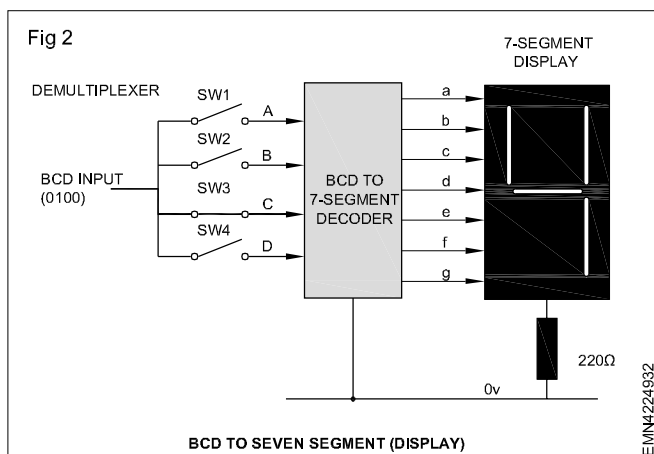 Fig 2
7-SEGMENT
DISPLAY
DEMULTIPLEXER
SW1
A
SW2
B
BCD INPUT
(0100)
SW3
C
SW4
D
BCD TO
7-SEGMENT
DECODER
a
b
c
d
e
f
g
220Ω
0v
BCD TO SEVEN SEGMENT (DISPLAY)
EMN4224932